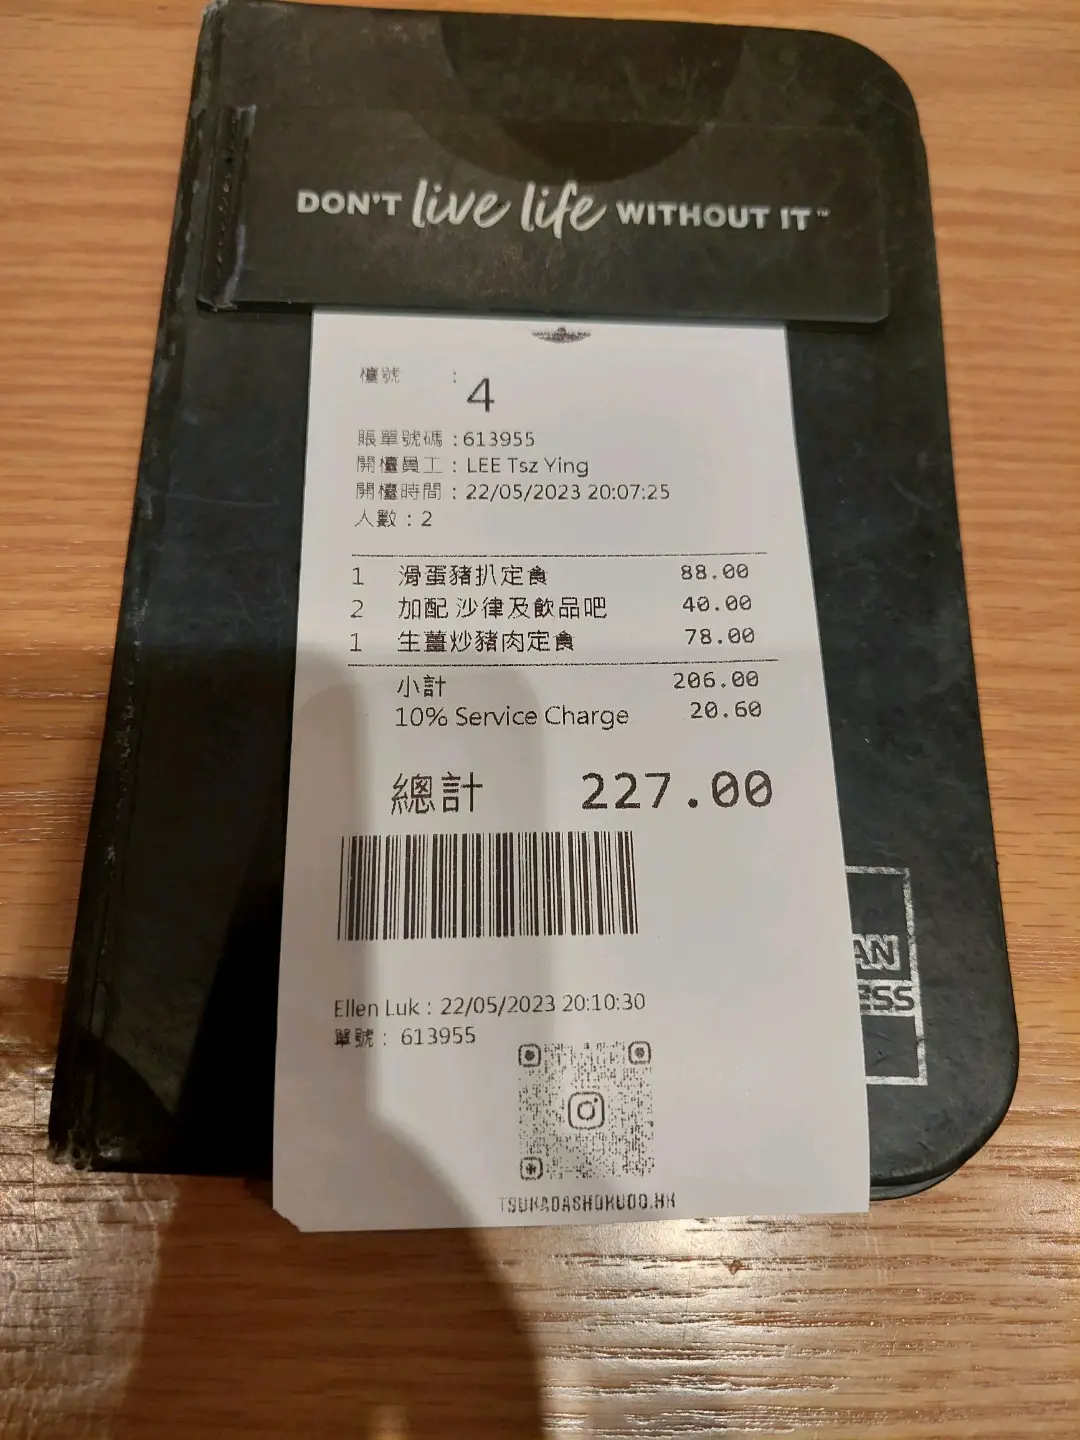 DON'T live life WITHOUT IT™
檯號 : 4
賬單號碼 : 613955
開檯員工 : LEE Tsz Ying
開檯時間 : 22/05/2023 20:07:25
人數 : 2
1 滑蛋豬扒定食 88.00
2 加配 沙律及飲品吧 40.00
1 生薑炒豬肉定食 78.00
小計 206.00
10% Service Charge 20.60
總計 227.00
Ellen Luk : 22/05/2023 20:10:30
單號 : 613955
TSUKADASHOKUDO.HK
AN
ESS